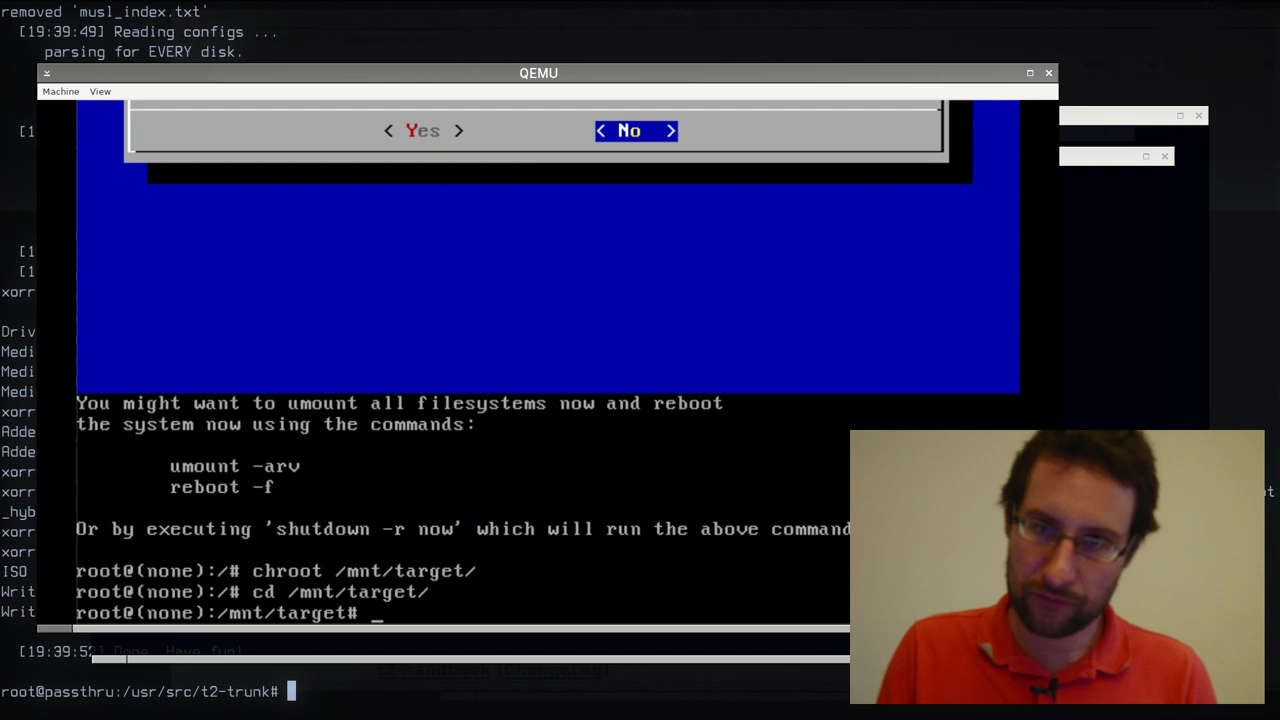 removed 'musl_index.txt'
[19:39:49] Reading configs ...
parsing for EVERY disk.
QEMU
Machine View
< Yes > < No >
[1
[1
[1
xorr
Driv
Medi
Medi
Medi
xorr
Adde
Adde
xorr
_hyb
xorr
xorr
ISO
Writ
Writ
You might want to umount all filesystems now and reboot
the system now using the commands:
umount -arv
reboot -f
Or by executing 'shutdown -r now' which will run the above command
root@(none):/# chroot /mnt/target/
root@(none):/# cd /mnt/target/
root@(none):/mnt/target# _
[19:39:52] Done. Have fun!
root@passthru:/usr/src/t2-trunk#